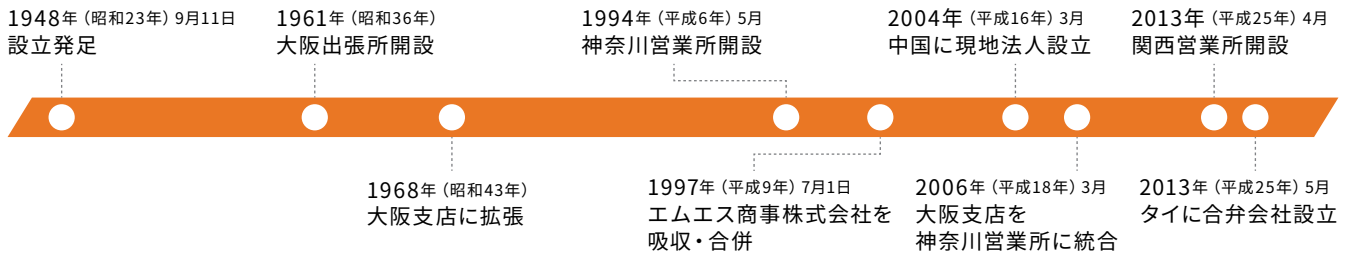 1948年（昭和23年）9月11日
設立発足
1961年（昭和36年）
大阪出張所開設
1994年（平成6年）5月
神奈川営業所開設
2004年（平成16年）3月
中国に現地法人設立
2013年（平成25年）4月
関西営業所開設
1968年（昭和43年）
大阪支店に拡張
1997年（平成9年）7月1日
エムエス商事株式会社を
吸収・合併
2006年（平成18年）3月
大阪支店を
神奈川営業所に統合
2013年（平成25年）5月
タイに合弁会社設立